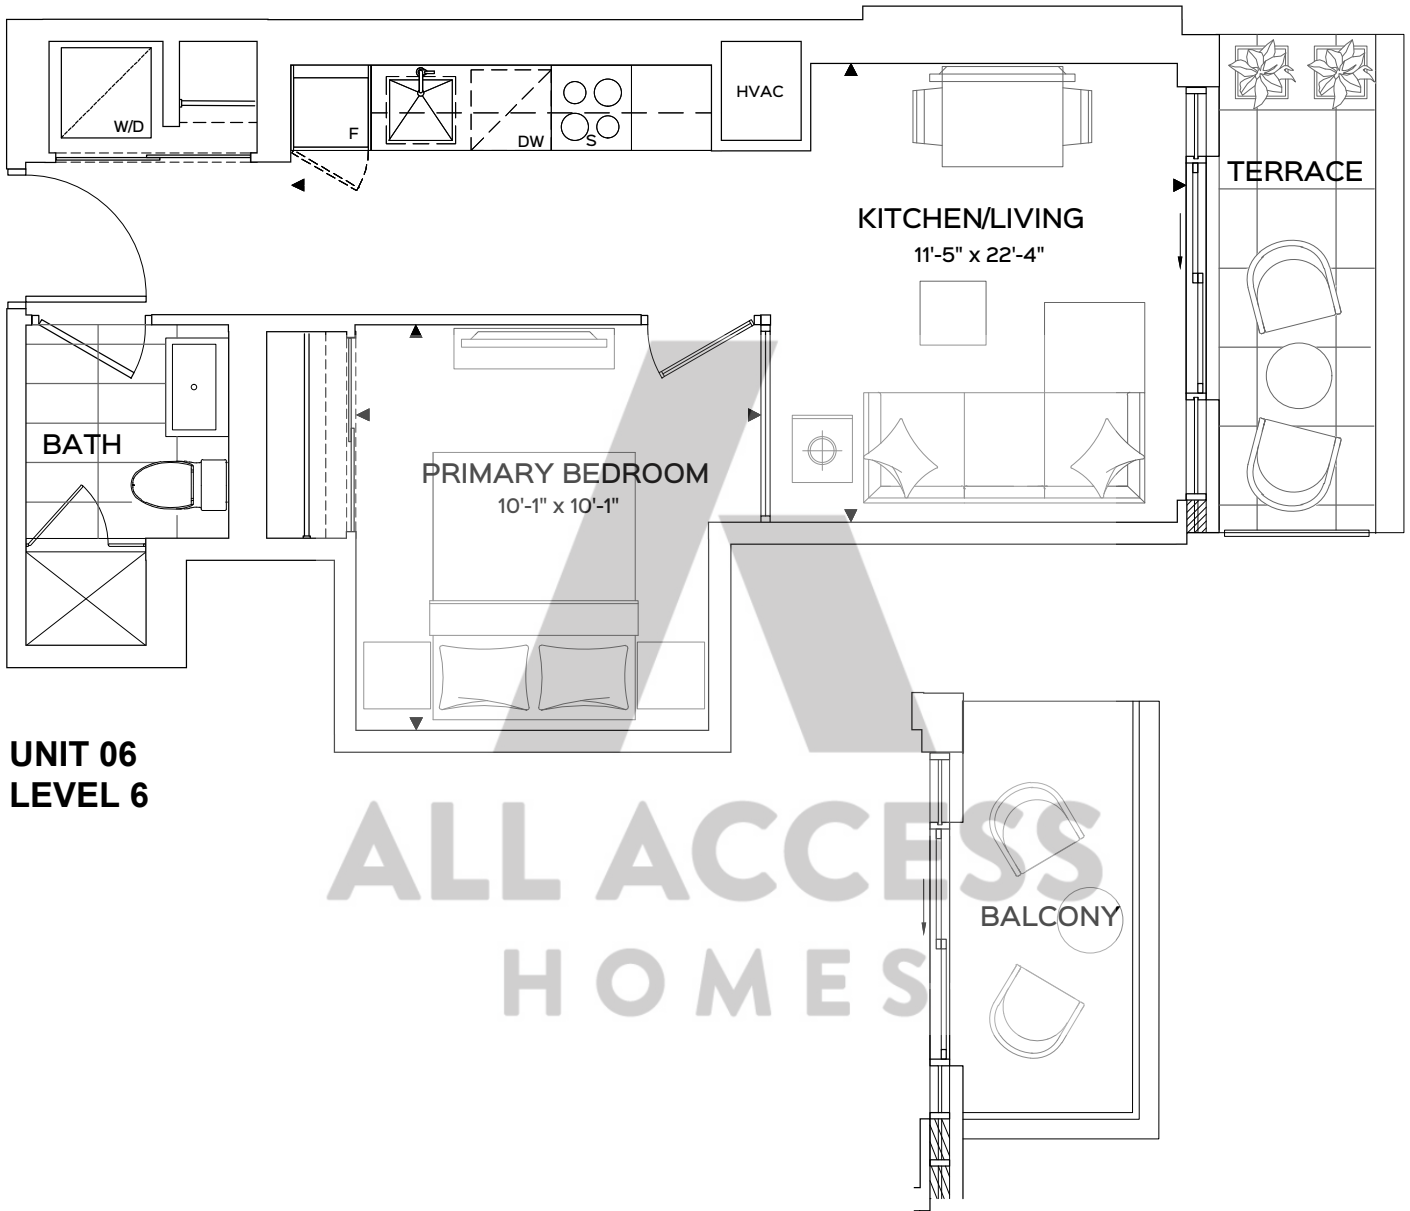 W/D
F
DW
S
HVAC
TERRACE
KITCHEN/LIVING
11'-5" x 22'-4"
BATH
PRIMARY BEDROOM
10'-1" x 10'-1"
UNIT 06
LEVEL 6
ALL ACCESS
HOMES
BALCONY